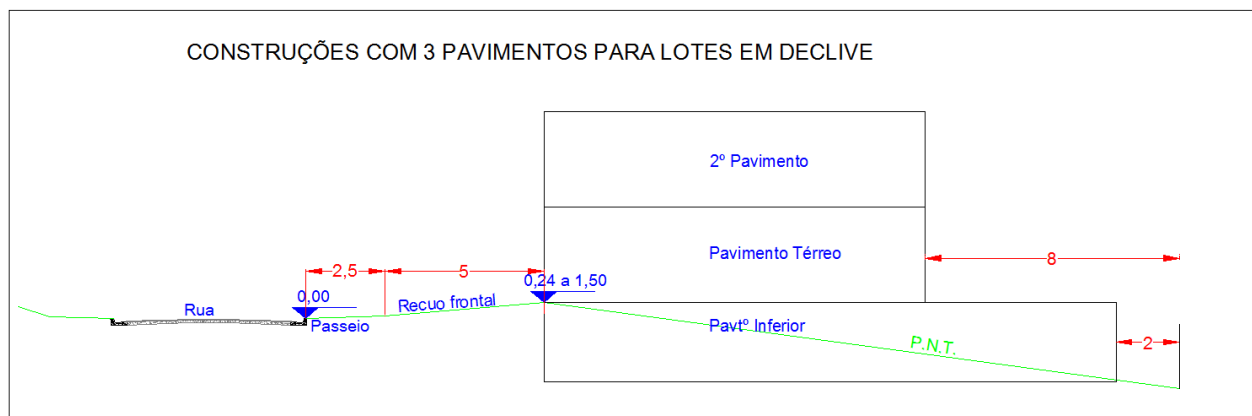 CONSTRUÇÕES COM 3 PAVIMENTOS PARA LOTES EM DECLIVE
2º Pavimento
Pavimento Térreo
2,5
5
8
0,00
0,24 a 1,50
Rua
Passeio
Recuo frontal
Pavtº Inferior
P.N.T.
2